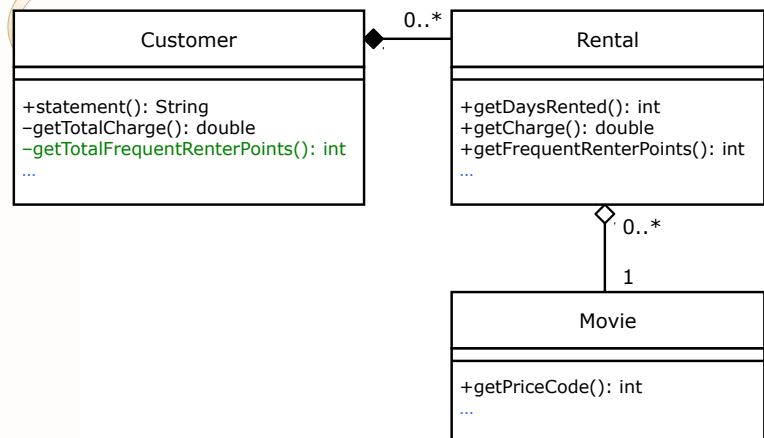 Customer
0..*
Rental
+statement(): String
–getTotalCharge(): double
–getTotalFrequentRenterPoints(): int
...
+getDaysRented(): int
+getCharge(): double
+getFrequentRenterPoints(): int
...
0..*
1
Movie
+getPriceCode(): int
...